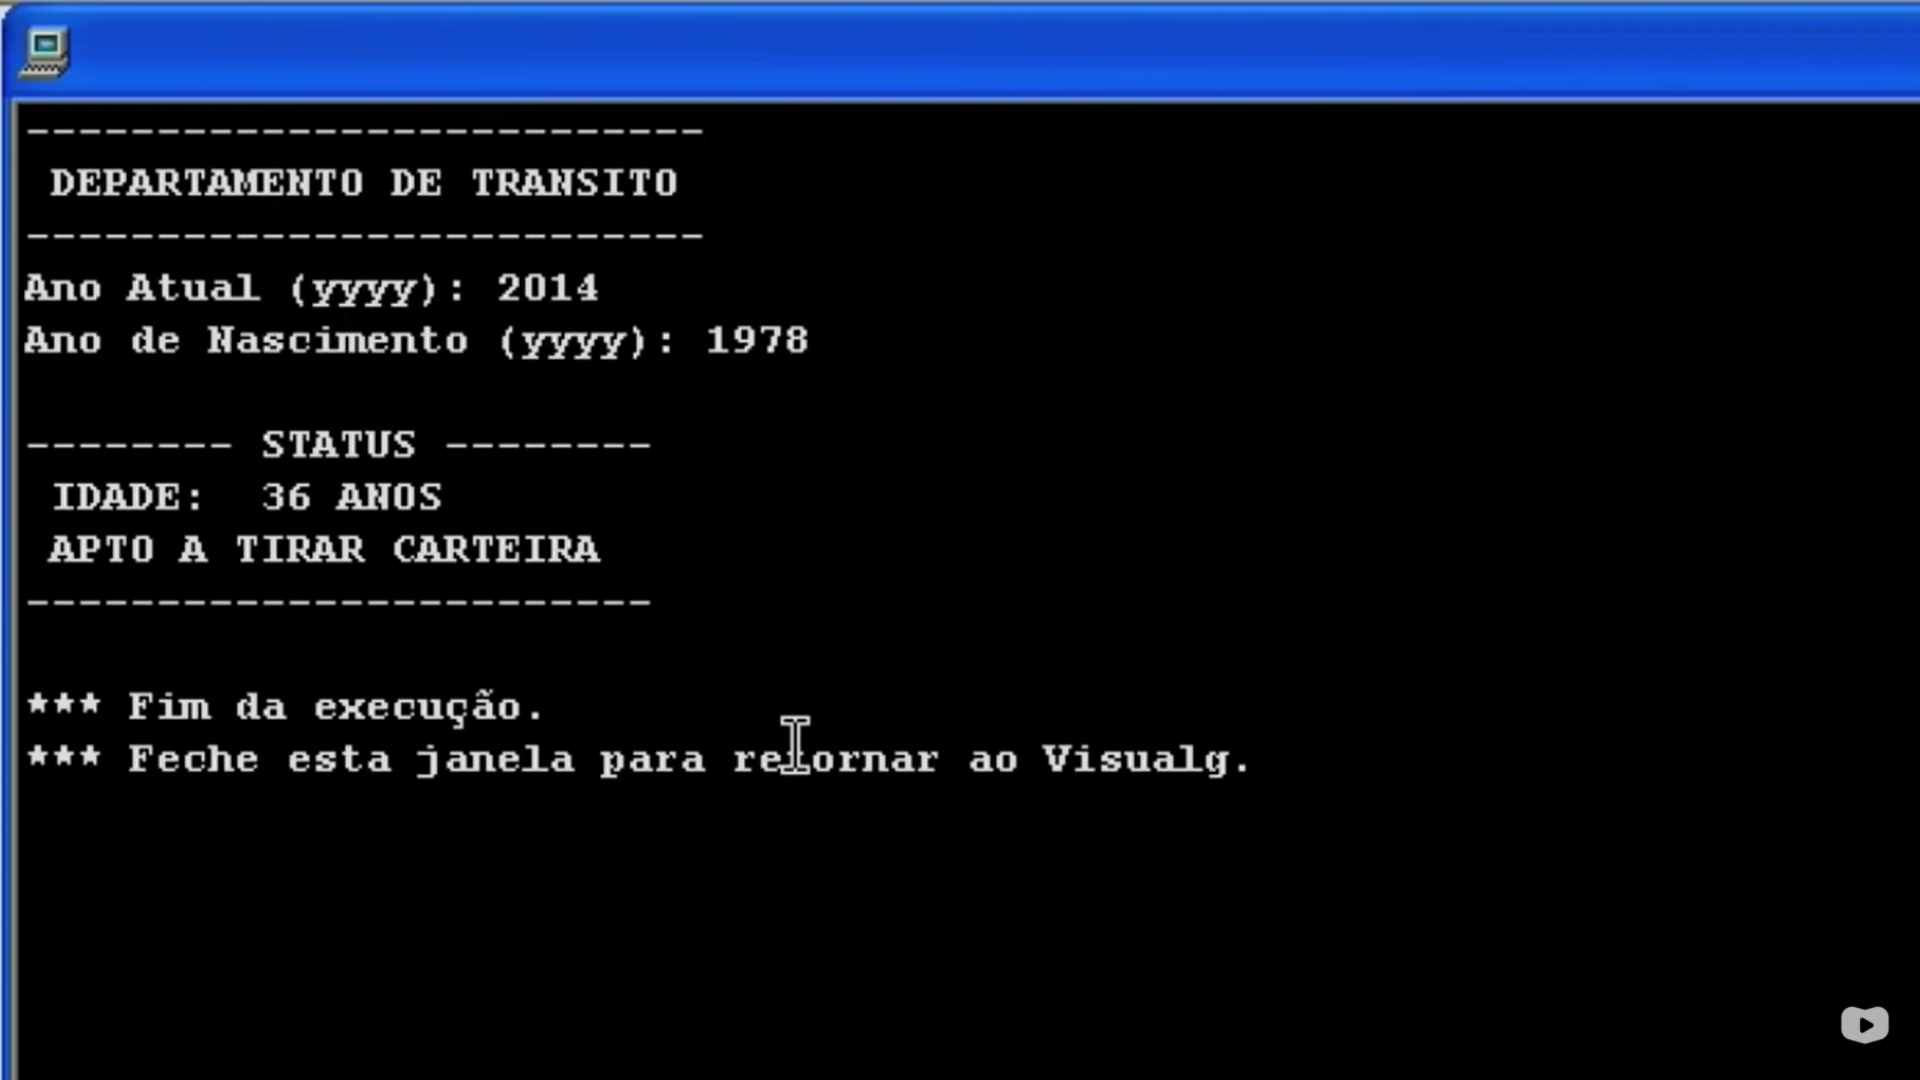 --------------------------
DEPARTAMENTO DE TRANSITO
--------------------------
Ano Atual (yyyy): 2014
Ano de Nascimento (yyyy): 1978
-------- STATUS --------
IDADE:  36 ANOS
APTO A TIRAR CARTEIRA
------------------------
*** Fim da execução.
*** Feche esta janela para retornar ao Visualg.